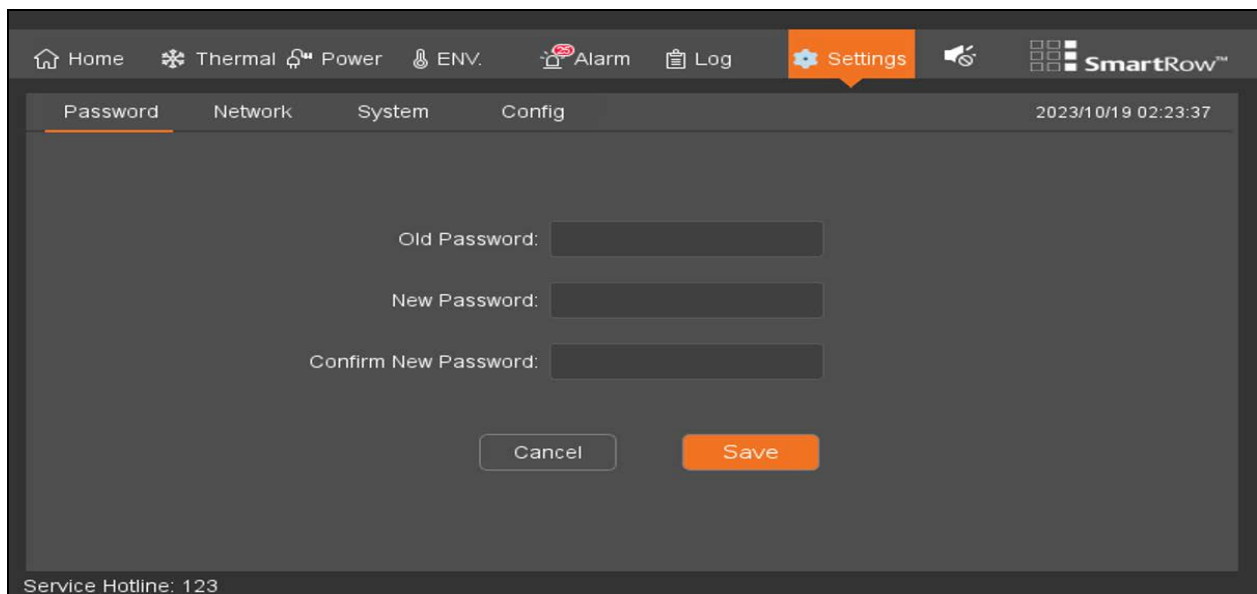 Home Thermal Power ENV. 25 Alarm Log Settings SmartRow™
Password Network System Config 2023/10/19 02:23:37
Old Password:
New Password:
Confirm New Password:
Cancel Save
Service Hotline: 123